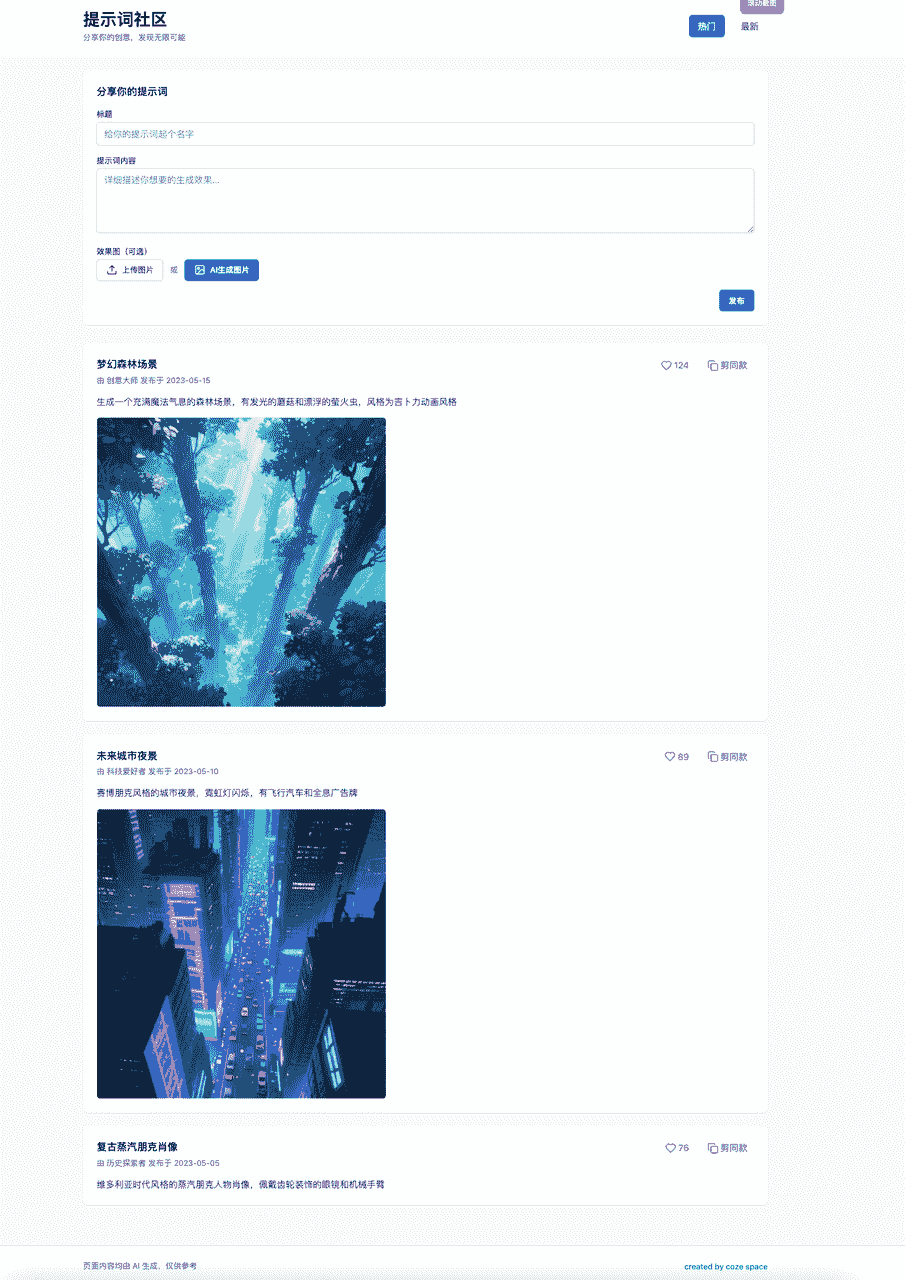 滚动截图
提示词社区
分享你的创意，发现无限可能
热门
最新
分享你的提示词
标题
给你的提示词起个名字
提示词内容
详细描述你想要的生成效果...
效果图（可选）
上传图片
或
AI生成图片
发布
梦幻森林场景
124
剪同款
由 创意大师 发布于 2023-05-15
生成一个充满魔法气息的森林场景，有发光的蘑菇和漂浮的萤火虫，风格为吉卜力动画风格
未来城市夜景
89
剪同款
由 科技爱好者 发布于 2023-05-10
赛博朋克风格的城市夜景，霓虹灯闪烁，有飞行汽车和全息广告牌
复古蒸汽朋克肖像
76
剪同款
由 历史探索者 发布于 2023-05-05
维多利亚时代风格的蒸汽朋克人物肖像，佩戴齿轮装饰的眼镜和机械手臂
页面内容均由 AI 生成，仅供参考
created by coze space